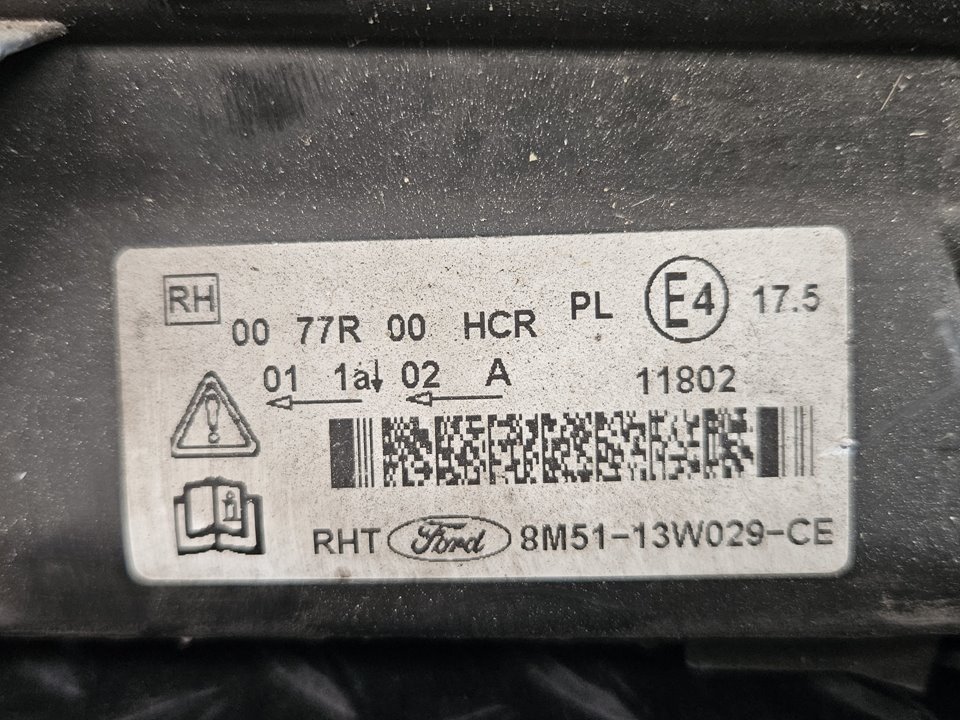 RH 00 77R 00 HCR PL E4 17.5
01 1a↓ 02 A 11802
RHT Ford 8M51-13W029-CE